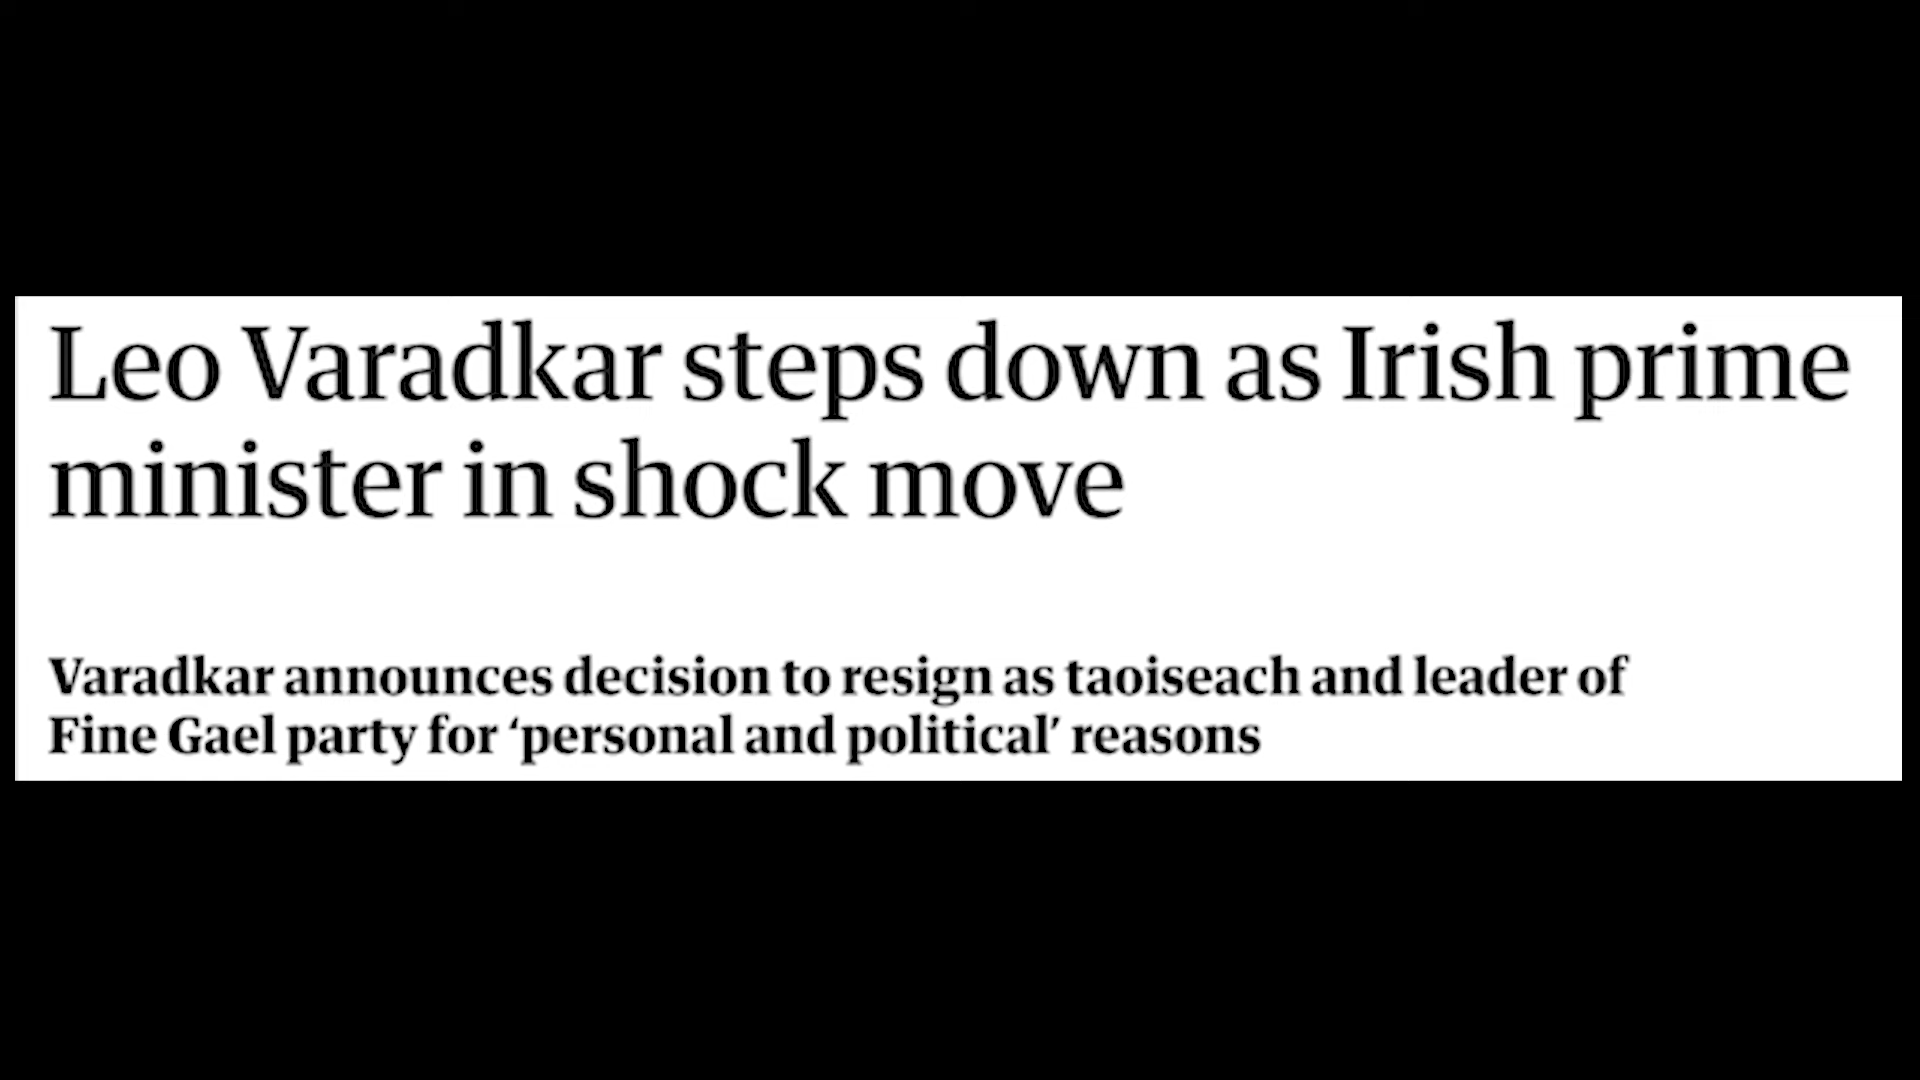 Leo Varadkar steps down as Irish prime
minister in shock move
Varadkar announces decision to resign as taoiseach and leader of
Fine Gael party for ‘personal and political’ reasons